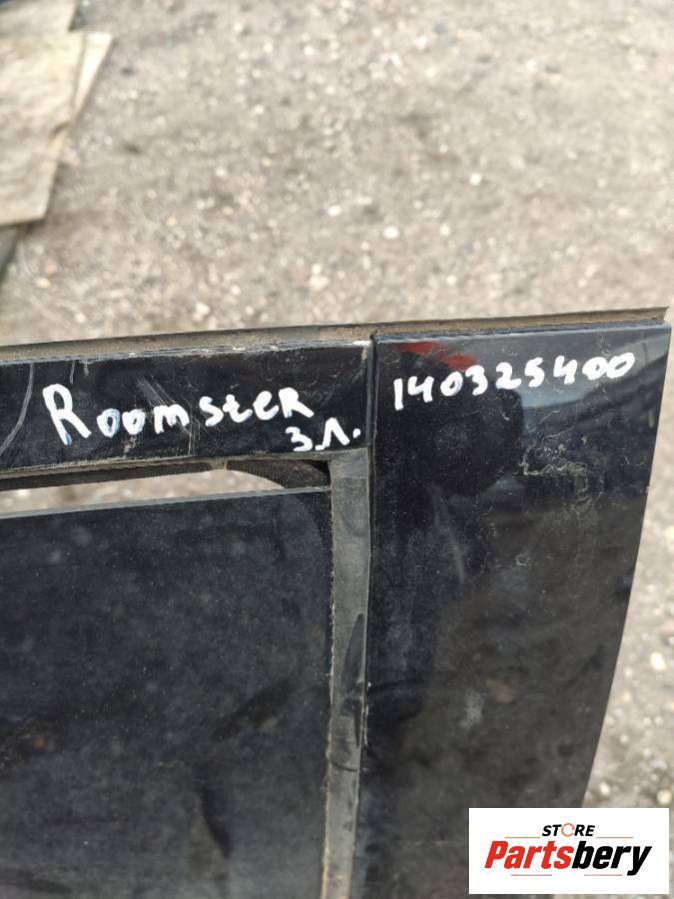 Roomster
з.л.
140325400
STORE
Partsbery